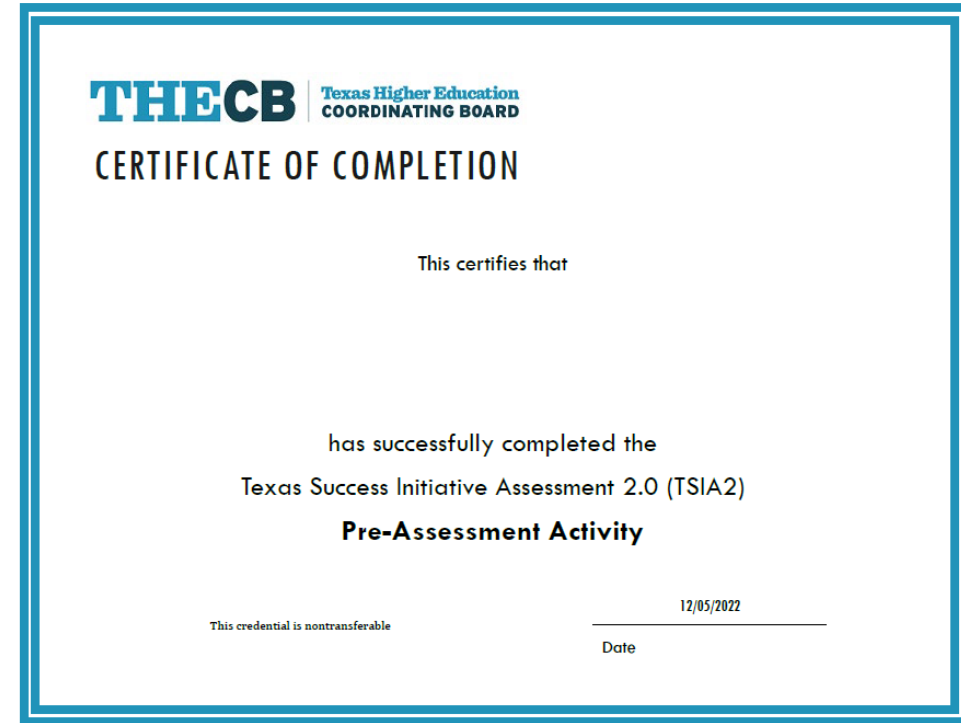 THECB
Texas Higher Education
COORDINATING BOARD
CERTIFICATE OF COMPLETION
This certifies that
has successfully completed the
Texas Success Initiative Assessment 2.0 (TSIA2)
Pre-Assessment Activity
12/05/2022
This credential is nontransferable
Date